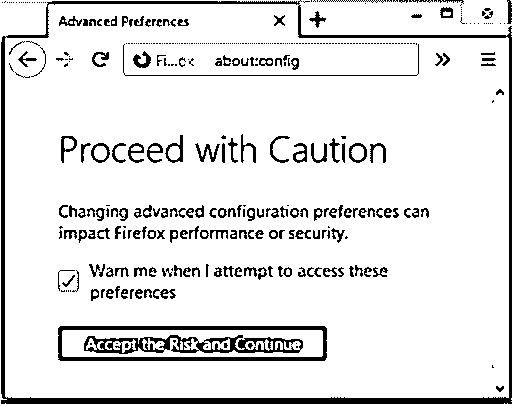 Advanced Preferences
Fi...ox about:config
Proceed with Caution
Changing advanced configuration preferences can
impact Firefox performance or security.
Warn me when I attempt to access these
preferences
Accept the Risk and Continue